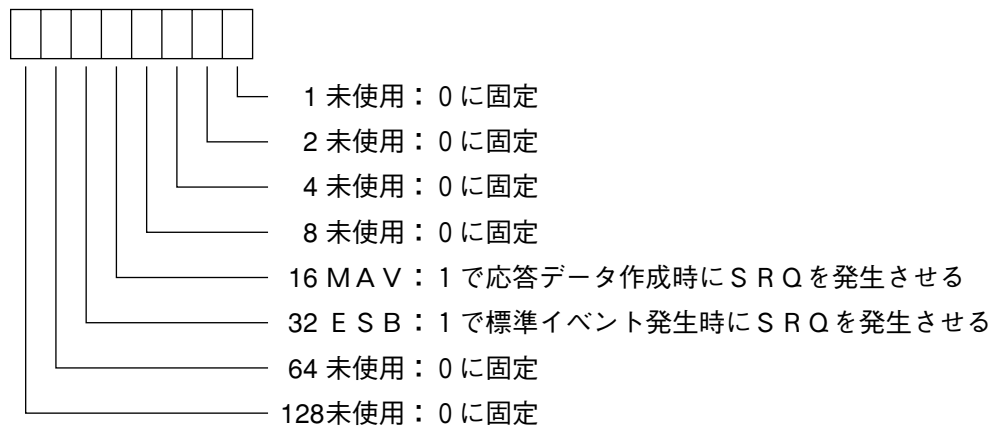 1 未使用：０に固定
2 未使用：０に固定
4 未使用：０に固定
8 未使用：０に固定
16 ＭＡＶ：１で応答データ作成時にＳＲＱを発生させる
32 ＥＳＢ：１で標準イベント発生時にＳＲＱを発生させる
64 未使用：０に固定
128未使用：０に固定